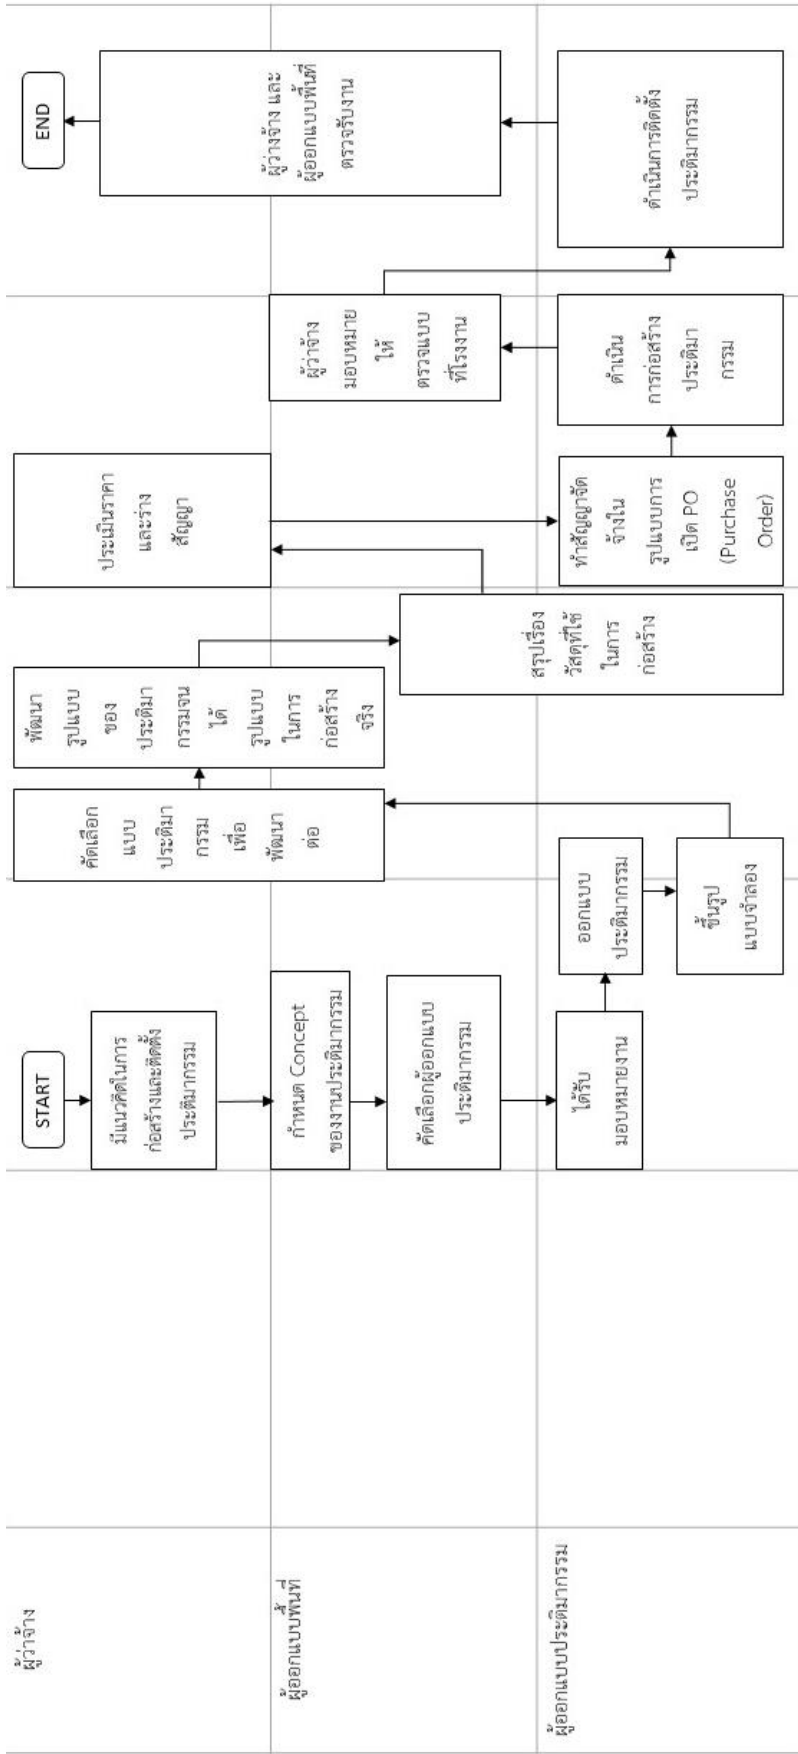 ผู้ว่าจ้าง
START
มีแนวคิดในการ
ก่อสร้างและติดตั้ง
ประติมากรรม
คัดเลือก
แบบ
ประติมา
กรรม
เพื่อ
พัฒนา
ต่อ
พัฒนา
รูปแบบ
ของ
ประติมา
กรรมจน
ได้
รูปแบบ
ในการ
ก่อสร้าง
จริง
ประเมินราคา
และร่าง
สัญญา
ผู้ว่างจ้าง และ
ผู้ออกแบบพื้นที่
ตรวจรับงาน
END
ผู้ออกแบบพื้นที่
กำหนด Concept
ของงานประติมากรรม
คัดเลือกผู้ออกแบบ
ประติมากรรม
สรุปเรื่อง
วัสดุที่ใช้
ในการ
ก่อสร้าง
ผู้ว่าจ้าง
มอบหมาย
ให้
ตรวจแบบ
ที่โรงงาน
ผู้ออกแบบประติมากรรม
ได้รับ
มอบหมายงาน
ออกแบบ
ประติมากรรม
ขึ้นรูป
แบบจำลอง
ทำสัญญาจัด
จ้างใน
รูปแบบการ
เปิด PO
(Purchase
Order)
ดำเนิน
การก่อสร้าง
ประติมา
กรรม
ดำเนินการติดตั้ง
ประติมากรรม